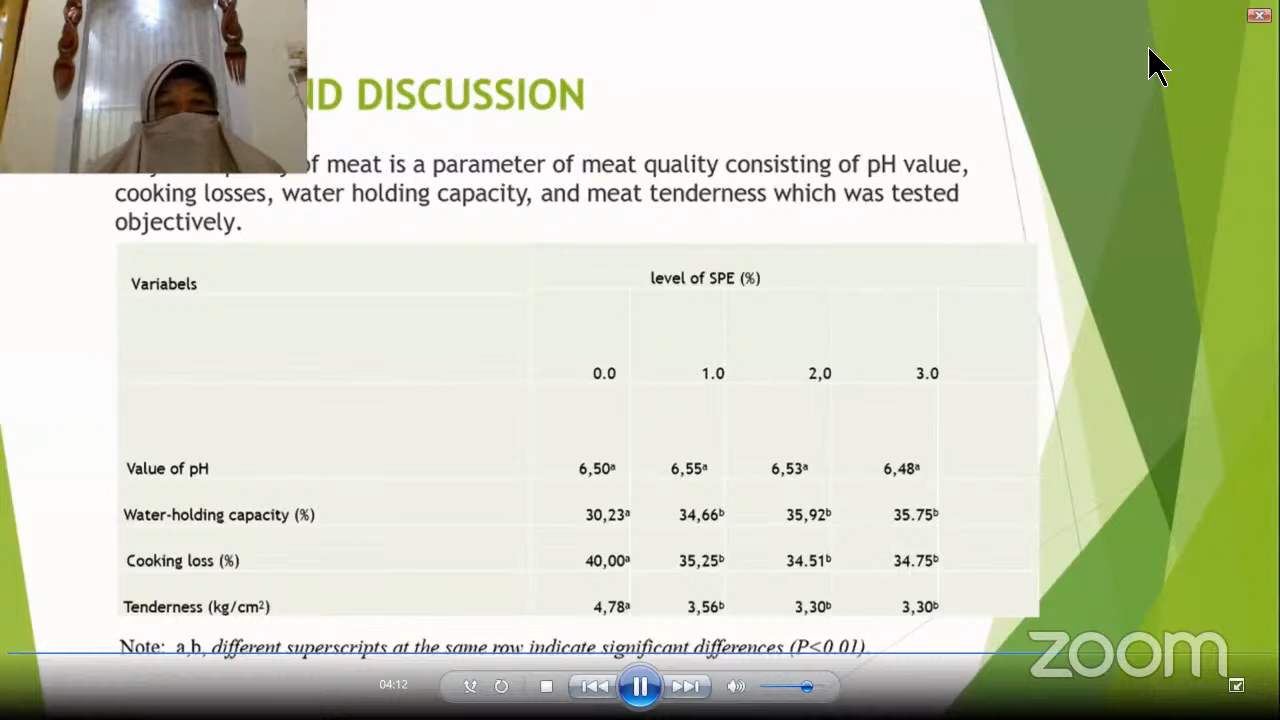 ND DISCUSSION
of meat is a parameter of meat quality consisting of pH value,
cooking losses, water holding capacity, and meat tenderness which was tested
objectively.
Variabels level of SPE (%)
0.0 1.0 2,0 3.0
Value of pH 6,50ᵃ 6,55ᵃ 6,53ᵃ 6,48ᵃ
Water-holding capacity (%) 30,23ᵃ 34,66ᵇ 35,92ᵇ 35.75ᵇ
Cooking loss (%) 40,00ᵃ 35,25ᵇ 34.51ᵇ 34.75ᵇ
Tenderness (kg/cm²) 4,78ᵃ 3,56ᵇ 3,30ᵇ 3,30ᵇ
Note: a,b, different superscripts at the same row indicate significant differences (P<0.01).
zoom
04:12